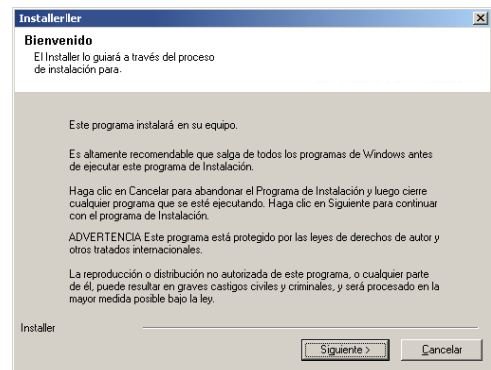 Installerller
Bienvenido
El Installer lo guiará a través del proceso
de instalación para.
Este programa instalará en su equipo.
Es altamente recomendable que salga de todos los programas de Windows antes
de ejecutar este programa de Instalación.
Haga clic en Cancelar para abandonar el Programa de Instalación y luego cierre
cualquier programa que se esté ejecutando. Haga clic en Siguiente para continuar
con el programa de Instalación.
ADVERTENCIA Este programa está protegido por las leyes de derechos de autor y
otros tratados internacionales.
La reproducción o distribución no autorizada de este programa, o cualquier parte
de él, puede resultar en graves castigos civiles y criminales, y será procesado en la
mayor medida posible bajo la ley.
Installer
Siguiente >
Cancelar